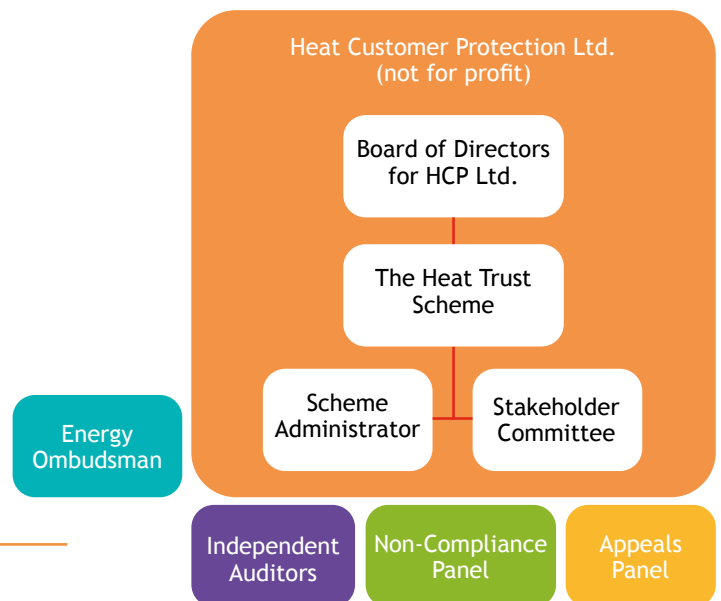 Heat Customer Protection Ltd.
(not for profit)
Board of Directors
for HCP Ltd.
The Heat Trust
Scheme
Scheme
Administrator
Stakeholder
Committee
Energy
Ombudsman
Independent
Auditors
Non-Compliance
Panel
Appeals
Panel